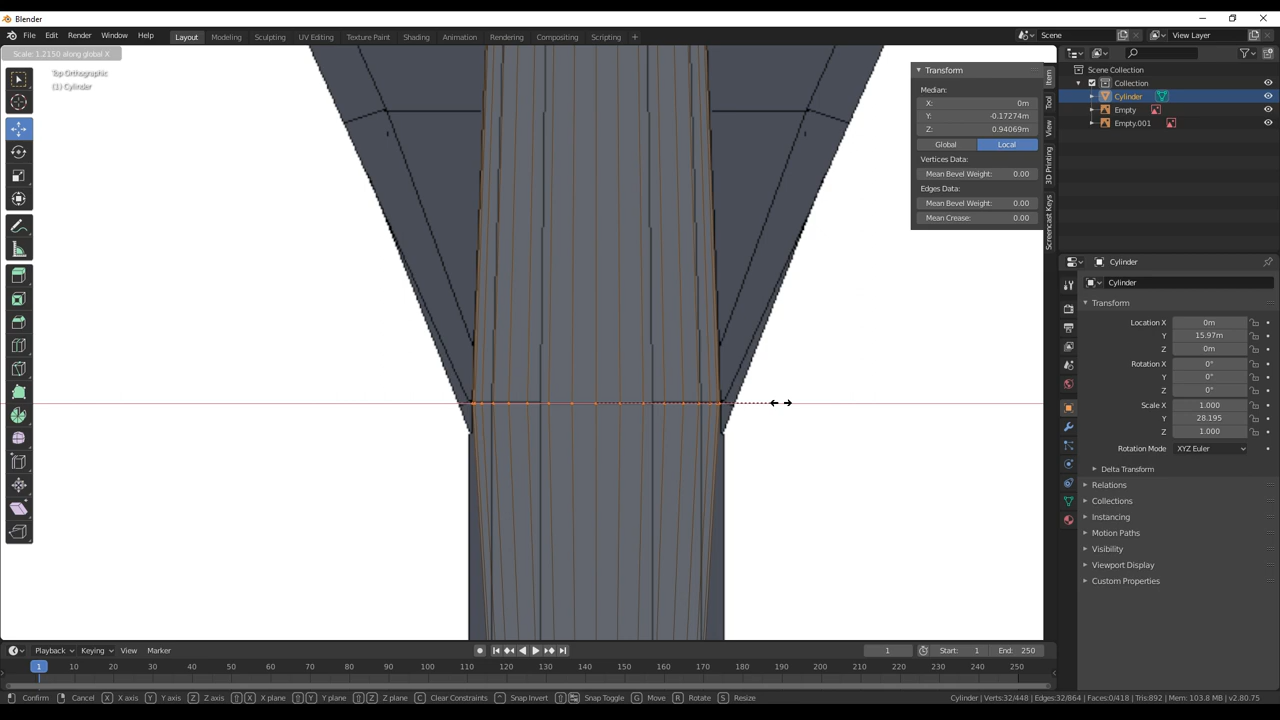 Blender
File Edit Render Window Help Layout Modeling Sculpting UV Editing Texture Paint Shading Animation Rendering Compositing Scripting + Scene View Layer
Scale: 1.2150 along global X
Top Orthographic
(1) Cylinder
Transform
Median:
X: 0m
Y: -0.17274m
Z: 0.94069m
Global Local
Vertices Data:
Mean Bevel Weight: 0.00
Edges Data:
Mean Bevel Weight: 0.00
Mean Crease: 0.00
Item
Tool
View
3D Printing
Screencast Keys
Scene Collection
Collection
Cylinder
Empty
Empty.001
Cylinder
Cylinder
Transform
Location X 0m
Y 15.97m
Z 0m
Rotation X 0°
Y 0°
Z 0°
Scale X 1.000
Y 28.195
Z 1.000
Rotation Mode XYZ Euler
Delta Transform
Relations
Collections
Instancing
Motion Paths
Visibility
Viewport Display
Custom Properties
Playback Keying View Marker 1 Start: 1 End: 250
1 10 20 30 40 50 60 70 80 90 100 110 120 130 140 150 160 170 180 190 200 210 220 230 240 250
Confirm Cancel X X axis Y Y axis Z Z axis X X plane Y Y plane Z Z plane C Clear Constraints Snap Invert Snap Toggle G Move R Rotate S Resize Cylinder | Verts:32/448 | Edges:32/864 | Faces:0/418 | Tris:892 | Mem: 103.8 MB | v2.80.75